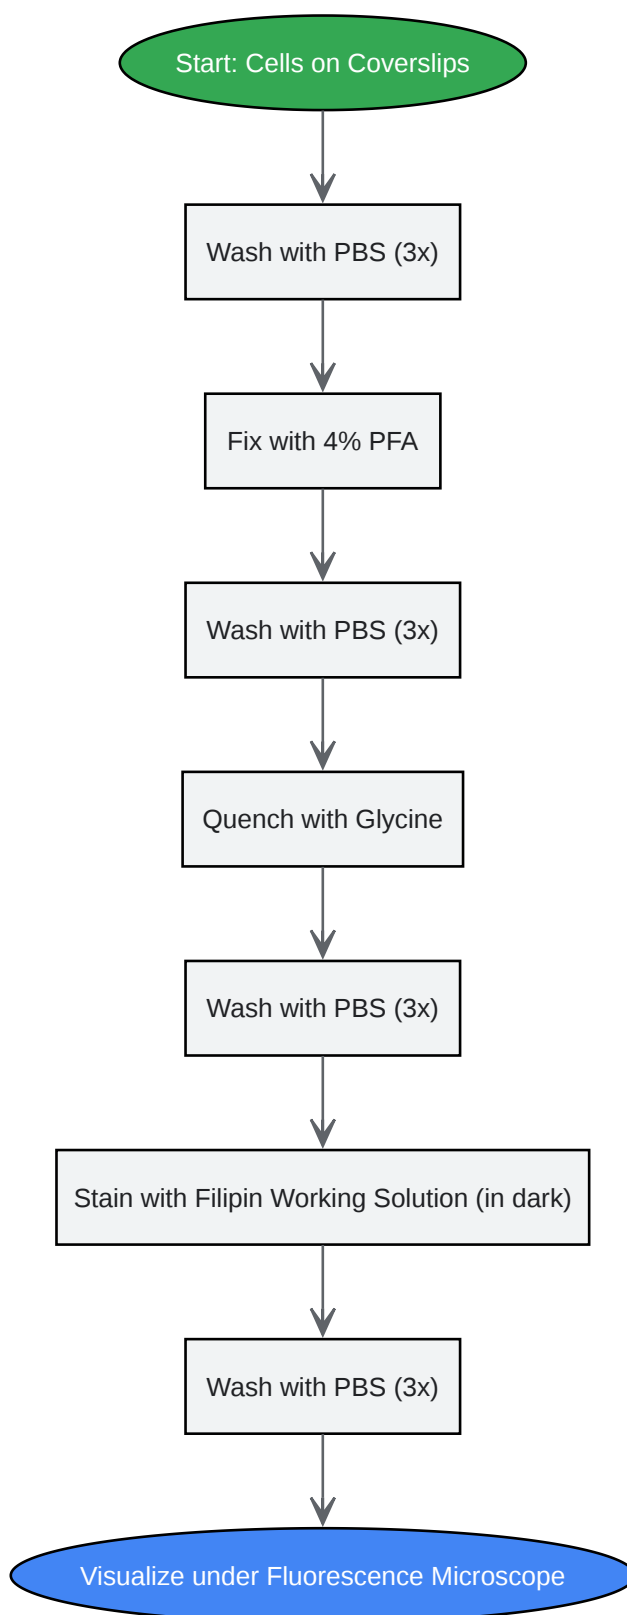 Start: Cells on Coverslips
Wash with PBS (3x)
Fix with 4% PFA
Wash with PBS (3x)
Quench with Glycine
Wash with PBS (3x)
Stain with Filipin Working Solution (in dark)
Wash with PBS (3x)
Visualize under Fluorescence Microscope